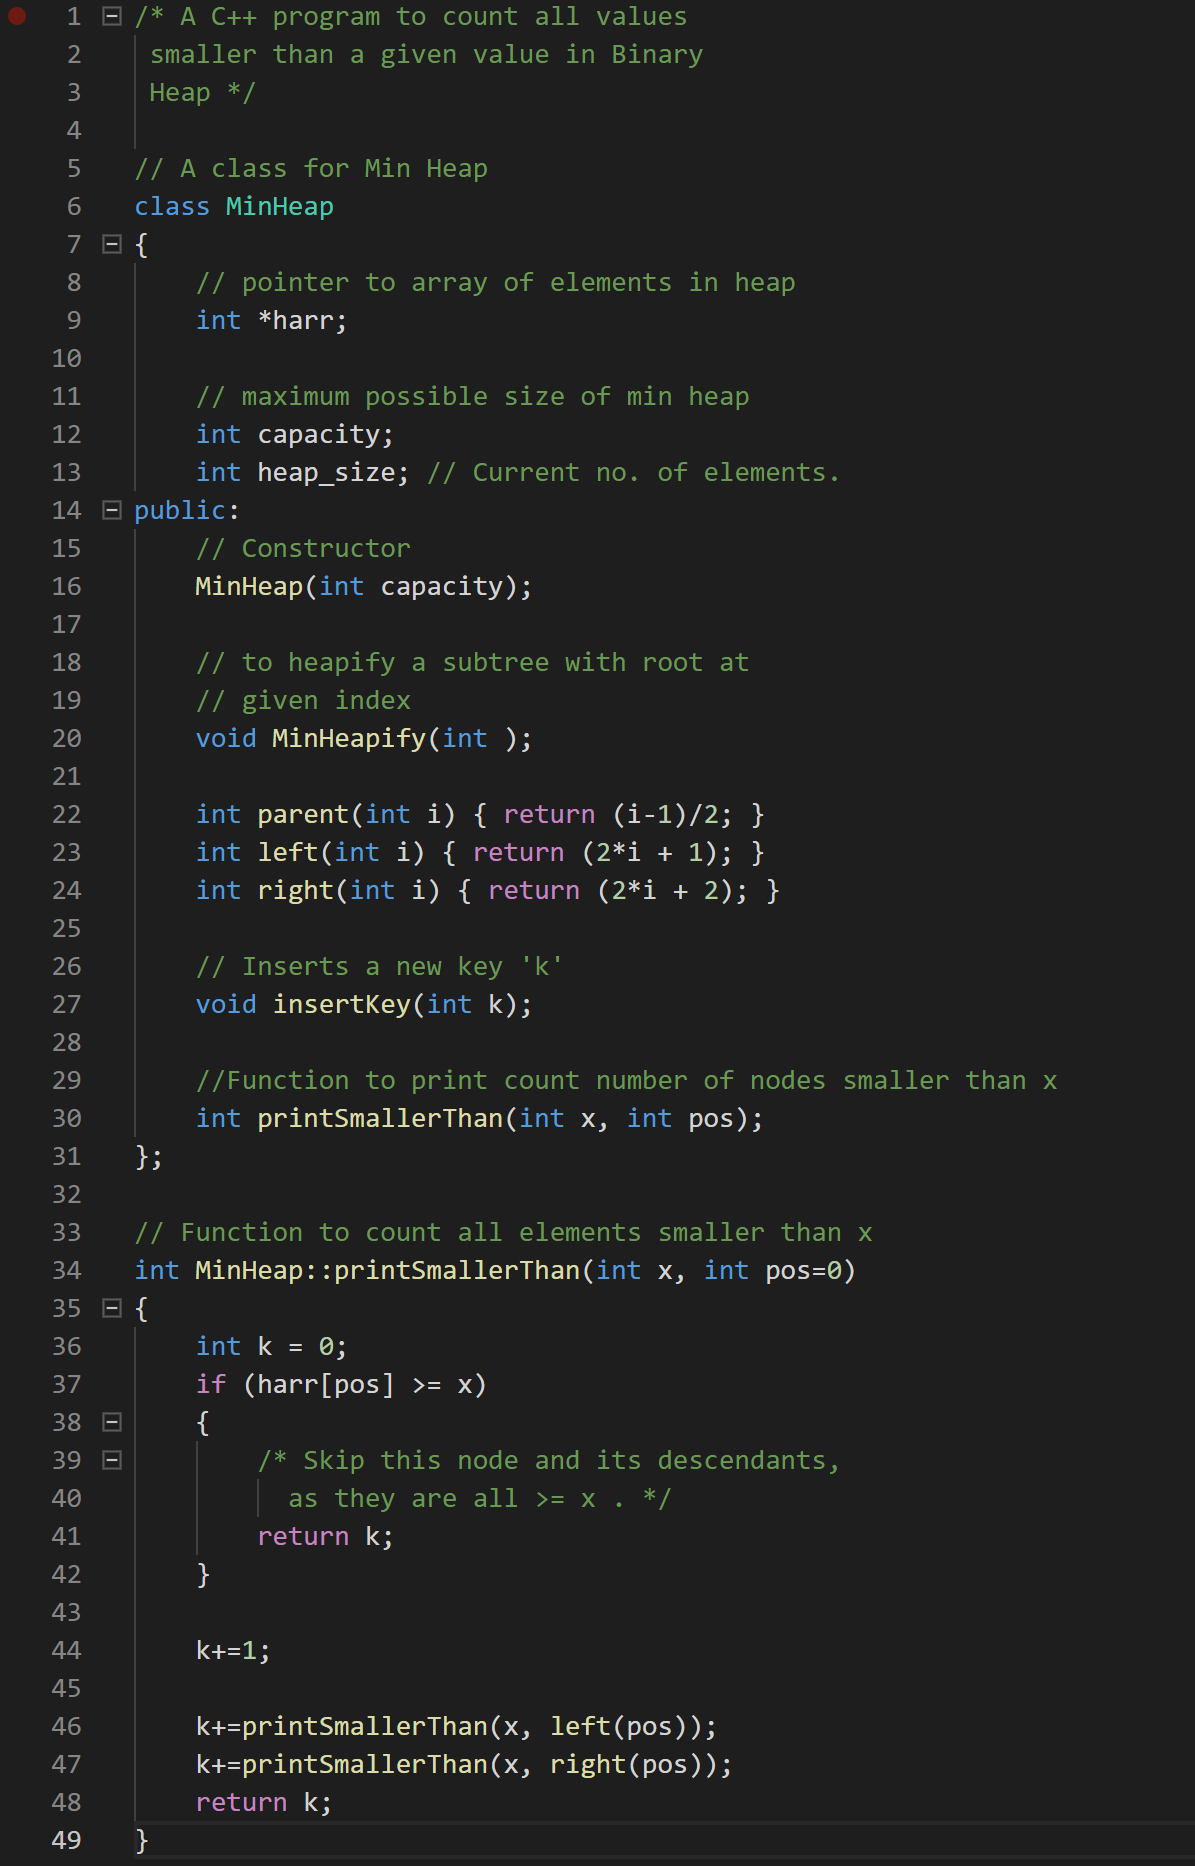 1 /* A C++ program to count all values
2 smaller than a given value in Binary
3 Heap */
4
5 // A class for Min Heap
6 class MinHeap
7 {
8     // pointer to array of elements in heap
9     int *harr;
10
11     // maximum possible size of min heap
12     int capacity;
13     int heap_size; // Current no. of elements.
14 public:
15     // Constructor
16     MinHeap(int capacity);
17
18     // to heapify a subtree with root at
19     // given index
20     void MinHeapify(int );
21
22     int parent(int i) { return (i-1)/2; }
23     int left(int i) { return (2*i + 1); }
24     int right(int i) { return (2*i + 2); }
25
26     // Inserts a new key 'k'
27     void insertKey(int k);
28
29     //Function to print count number of nodes smaller than x
30     int printSmallerThan(int x, int pos);
31 };
32
33 // Function to count all elements smaller than x
34 int MinHeap::printSmallerThan(int x, int pos=0)
35 {
36     int k = 0;
37     if (harr[pos] >= x)
38     {
39         /* Skip this node and its descendants,
40           as they are all >= x . */
41         return k;
42     }
43
44     k+=1;
45
46     k+=printSmallerThan(x, left(pos));
47     k+=printSmallerThan(x, right(pos));
48     return k;
49 }